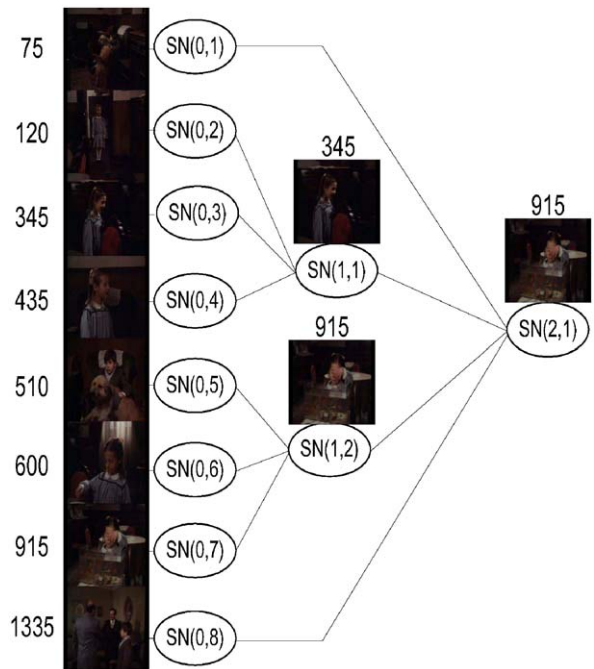 75
SN(0,1)
120
SN(0,2)
345
345
SN(0,3)
915
SN(1,1)
435
SN(0,4)
SN(2,1)
915
510
SN(0,5)
600
SN(0,6)
SN(1,2)
915
SN(0,7)
1335
SN(0,8)